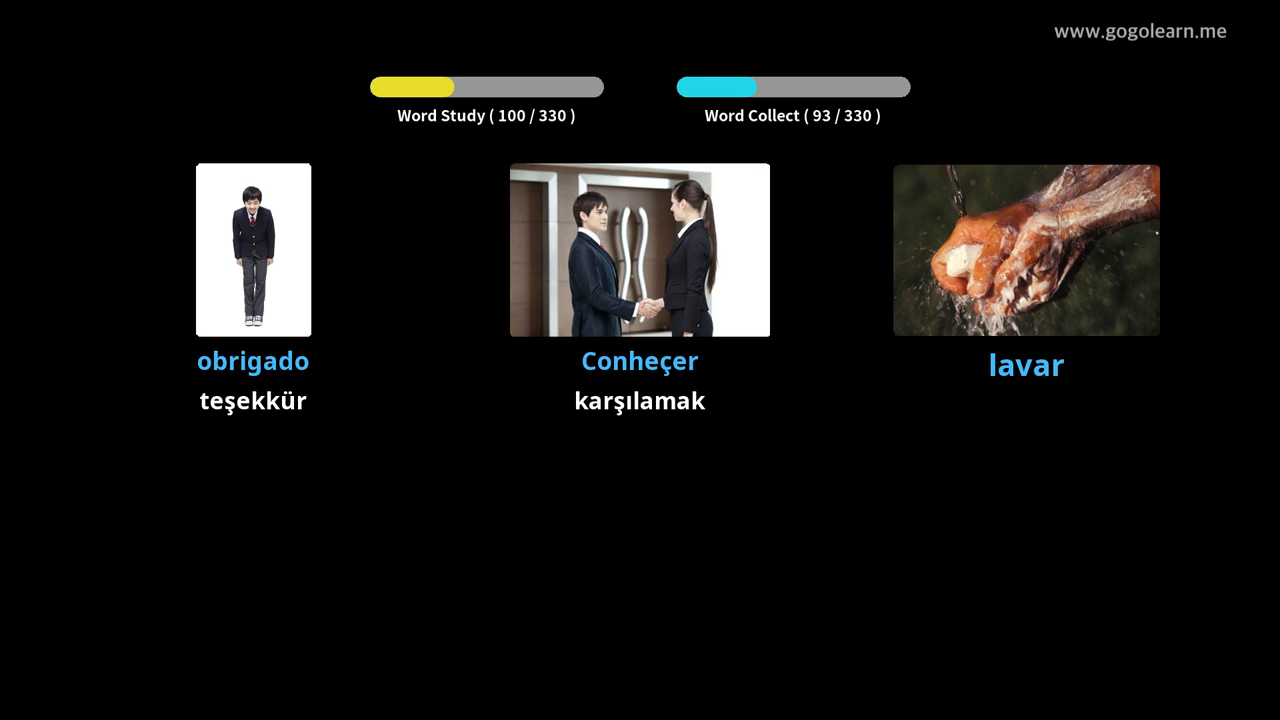 www.gogolearn.me
Word Study ( 100 / 330 )
Word Collect ( 93 / 330 )
obrigado
teşekkür
Conheçer
karşılamak
lavar